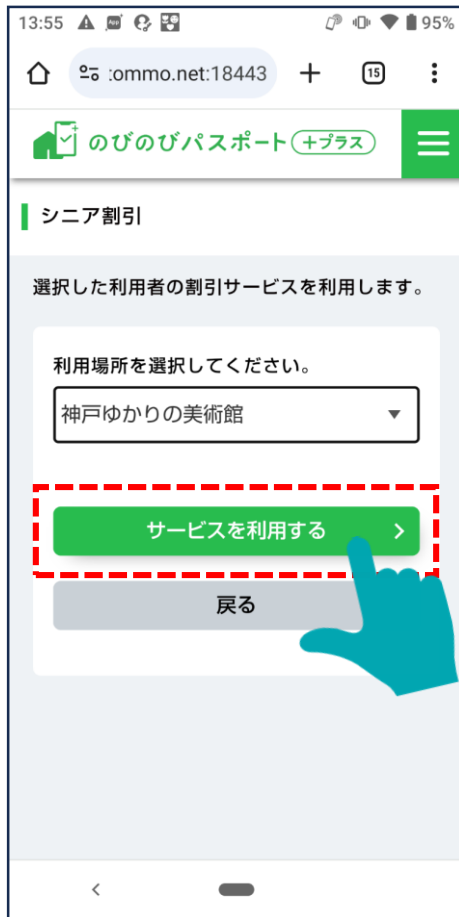 13:55 95%
:ommo.net:18443 15
のびのびパスポート +プラス
シニア割引
選択した利用者の割引サービスを利用します。
利用場所を選択してください。
神戸ゆかりの美術館
サービスを利用する
戻る